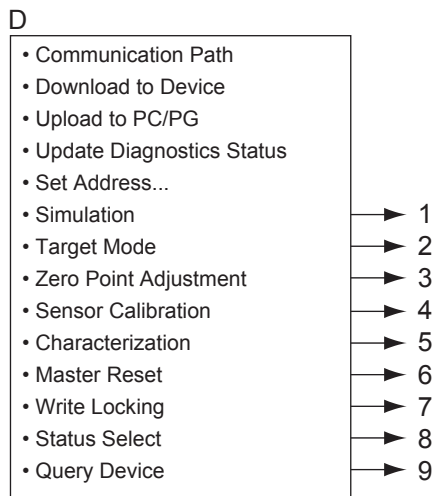 D
• Communication Path
• Download to Device
• Upload to PC/PG
• Update Diagnostics Status
• Set Address...
• Simulation 1
• Target Mode 2
• Zero Point Adjustment 3
• Sensor Calibration 4
• Characterization 5
• Master Reset 6
• Write Locking 7
• Status Select 8
• Query Device 9